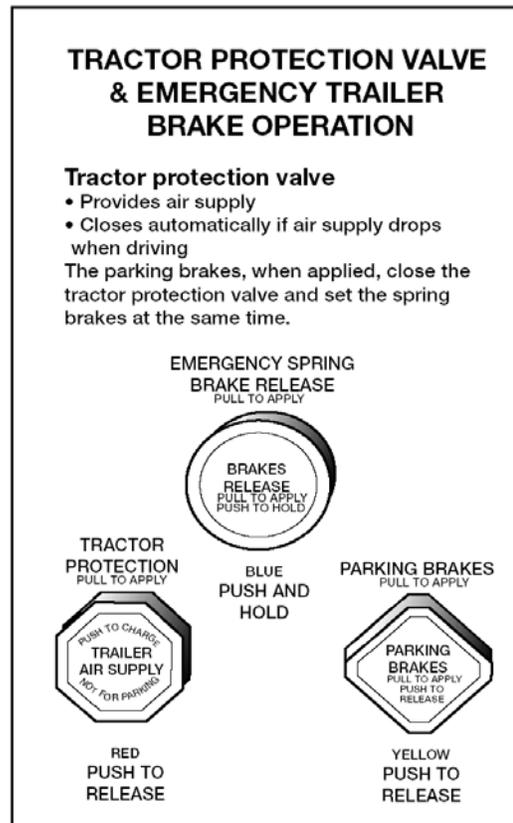 TRACTOR PROTECTION VALVE
& EMERGENCY TRAILER
BRAKE OPERATION
Tractor protection valve
• Provides air supply
• Closes automatically if air supply drops
when driving
The parking brakes, when applied, close the
tractor protection valve and set the spring
brakes at the same time.
EMERGENCY SPRING
BRAKE RELEASE
PULL TO APPLY
BRAKES
RELEASE
PULL TO APPLY
PUSH TO HOLD
BLUE
PUSH AND
HOLD
TRACTOR
PROTECTION
PULL TO APPLY
PUSH TO CHARGE
TRAILER
AIR SUPPLY
NOT FOR PARKING
RED
PUSH TO
RELEASE
PARKING BRAKES
PULL TO APPLY
PARKING
BRAKES
PULL TO APPLY
PUSH TO
RELEASE
YELLOW
PUSH TO
RELEASE